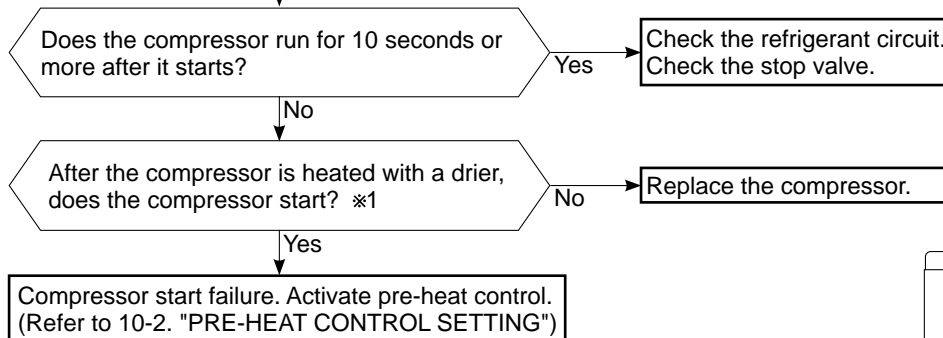 Does the compressor run for 10 seconds or
more after it starts?
Yes
Check the refrigerant circuit.
Check the stop valve.
No
After the compressor is heated with a drier,
does the compressor start? ※1
No
Replace the compressor.
Yes
Compressor start failure. Activate pre-heat control.
(Refer to 10-2. "PRE-HEAT CONTROL SETTING")